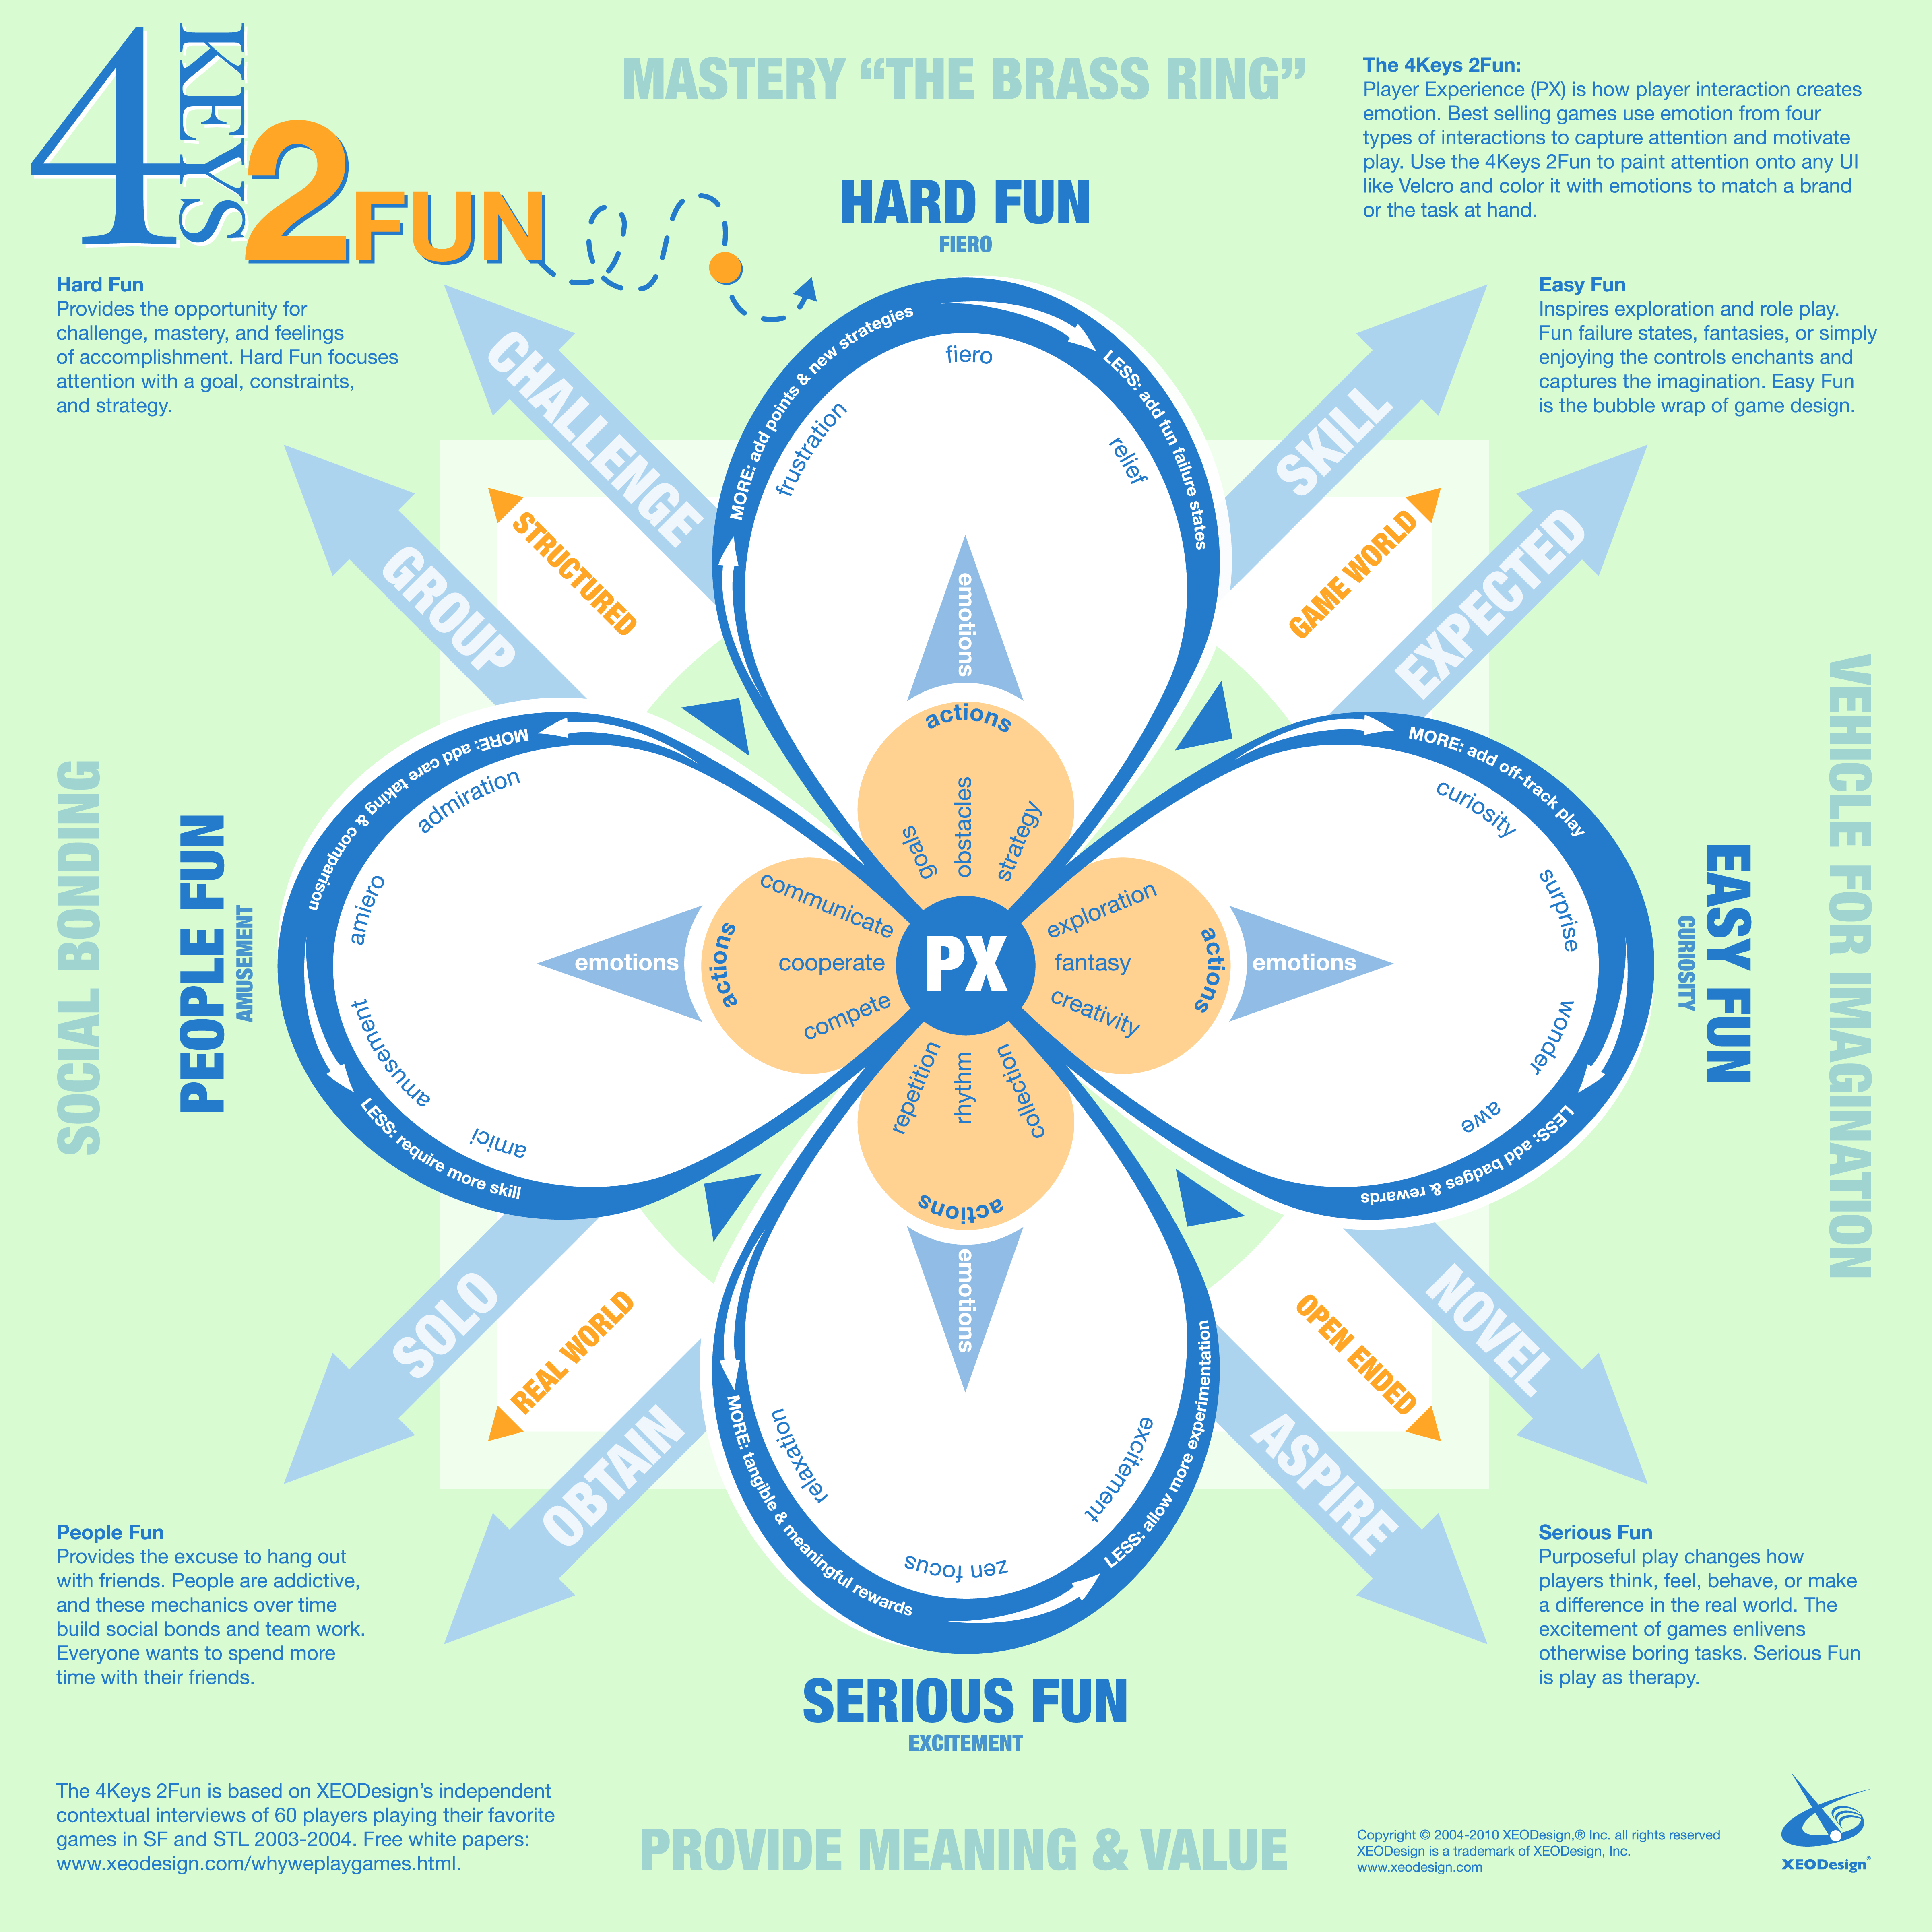 4 KEYS 2 FUN
MASTERY “THE BRASS RING”
The 4Keys 2Fun:
Player Experience (PX) is how player interaction creates
emotion. Best selling games use emotion from four
types of interactions to capture attention and motivate
play. Use the 4Keys 2Fun to paint attention onto any UI
like Velcro and color it with emotions to match a brand
or the task at hand.
HARD FUN
FIERO
Hard Fun
Provides the opportunity for
challenge, mastery, and feelings
of accomplishment. Hard Fun focuses
attention with a goal, constraints,
and strategy.
Easy Fun
Inspires exploration and role play.
Fun failure states, fantasies, or simply
enjoying the controls enchants and
captures the imagination. Easy Fun
is the bubble wrap of game design.
CHALLENGE
GROUP
STRUCTURED
SKILL
EXPECTED
GAME WORLD
MORE: add points & new strategies
LESS: add fun failure states
frustration
fiero
relief
emotions
actions
goals
obstacles
strategy
SOCIAL BONDING
PEOPLE FUN
AMUSEMENT
MORE: add care taking & comparison
LESS: require more skill
admiration
amiero
amusement
amici
emotions
actions
communicate
cooperate
compete
PX
exploration
fantasy
creativity
actions
emotions
curiosity
surprise
wonder
awe
MORE: add off-track play
LESS: add badges & rewards
EASY FUN
CURIOSITY
VEHICLE FOR IMAGINATION
repetition
rhythm
collection
actions
emotions
relaxation
zen focus
excitement
MORE: tangible & meaningful rewards
LESS: allow more experimentation
SOLO
OBTAIN
REAL WORLD
NOVEL
ASPIRE
OPEN ENDED
People Fun
Provides the excuse to hang out
with friends. People are addictive,
and these mechanics over time
build social bonds and team work.
Everyone wants to spend more
time with their friends.
Serious Fun
Purposeful play changes how
players think, feel, behave, or make
a difference in the real world. The
excitement of games enlivens
otherwise boring tasks. Serious Fun
is play as therapy.
SERIOUS FUN
EXCITEMENT
The 4Keys 2Fun is based on XEODesign’s independent
contextual interviews of 60 players playing their favorite
games in SF and STL 2003-2004. Free white papers:
www.xeodesign.com/whyweplaygames.html.
PROVIDE MEANING & VALUE
Copyright © 2004-2010 XEODesign,® Inc. all rights reserved
XEODesign is a trademark of XEODesign, Inc.
www.xeodesign.com
XEODesign®